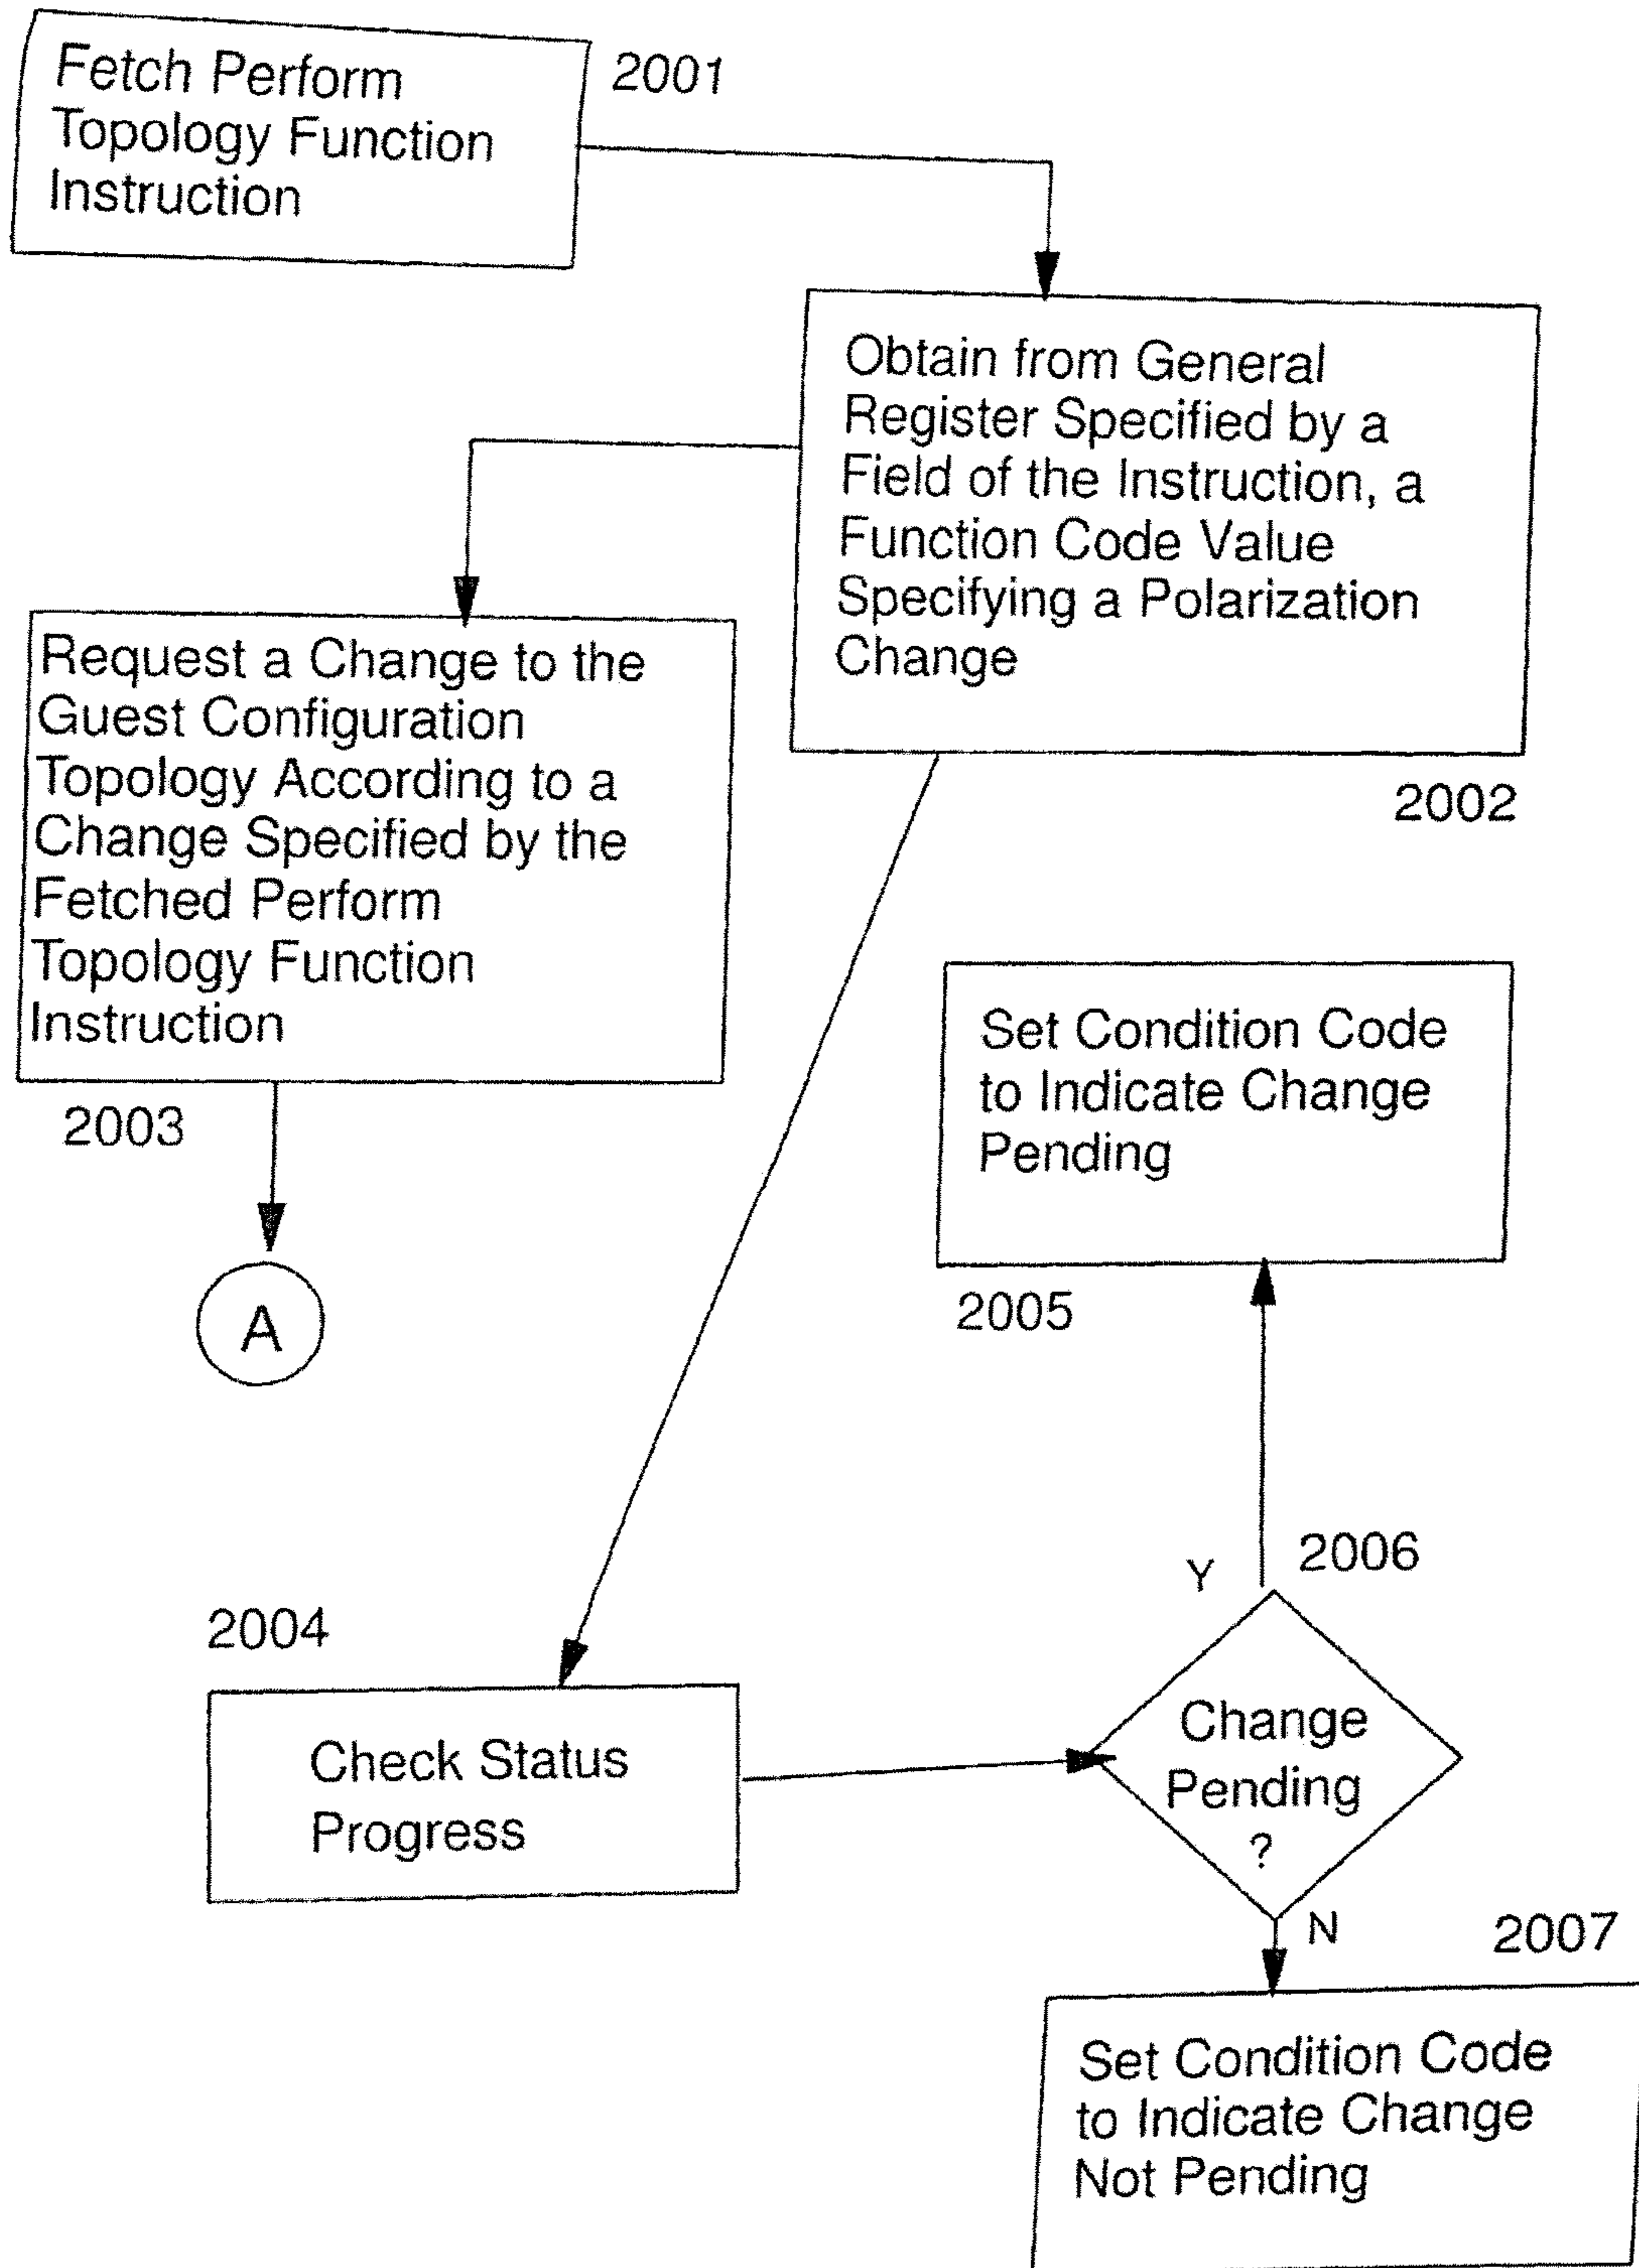 Fetch Perform
Topology Function
Instruction
2001
Obtain from General
Register Specified by a
Field of the Instruction, a
Function Code Value
Specifying a Polarization
Change
2002
Request a Change to the
Guest Configuration
Topology According to a
Change Specified by the
Fetched Perform
Topology Function
Instruction
2003
A
Set Condition Code
to Indicate Change
Pending
2005
2004
Check Status
Progress
Y
2006
Change
Pending
?
N
2007
Set Condition Code
to Indicate Change
Not Pending